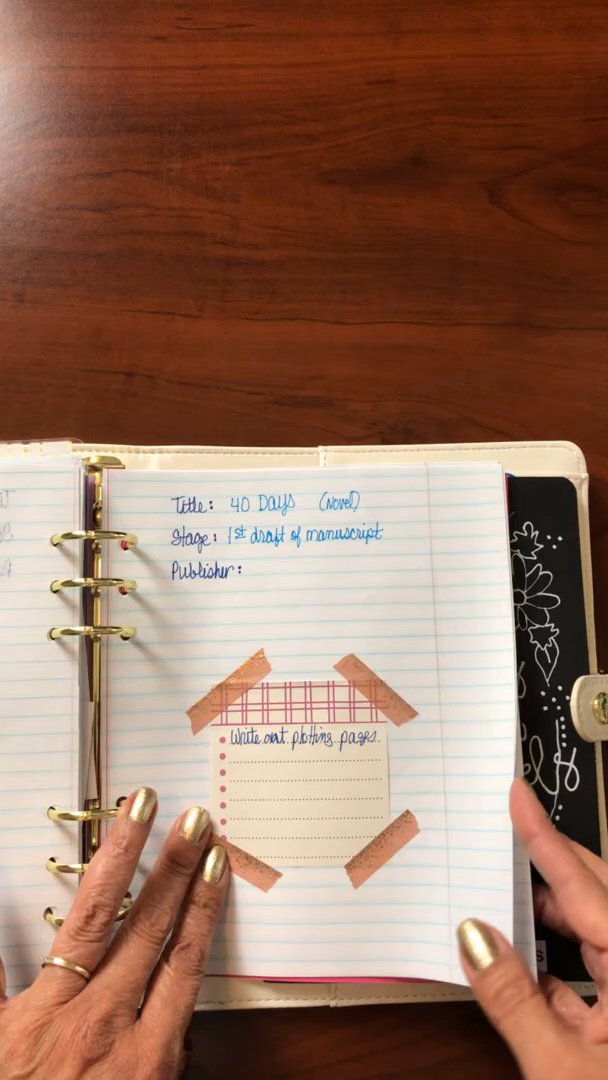 Title: 40 Days (Novel)
Stage: 1st draft of manuscript
Publisher:
Write out plotting pages.